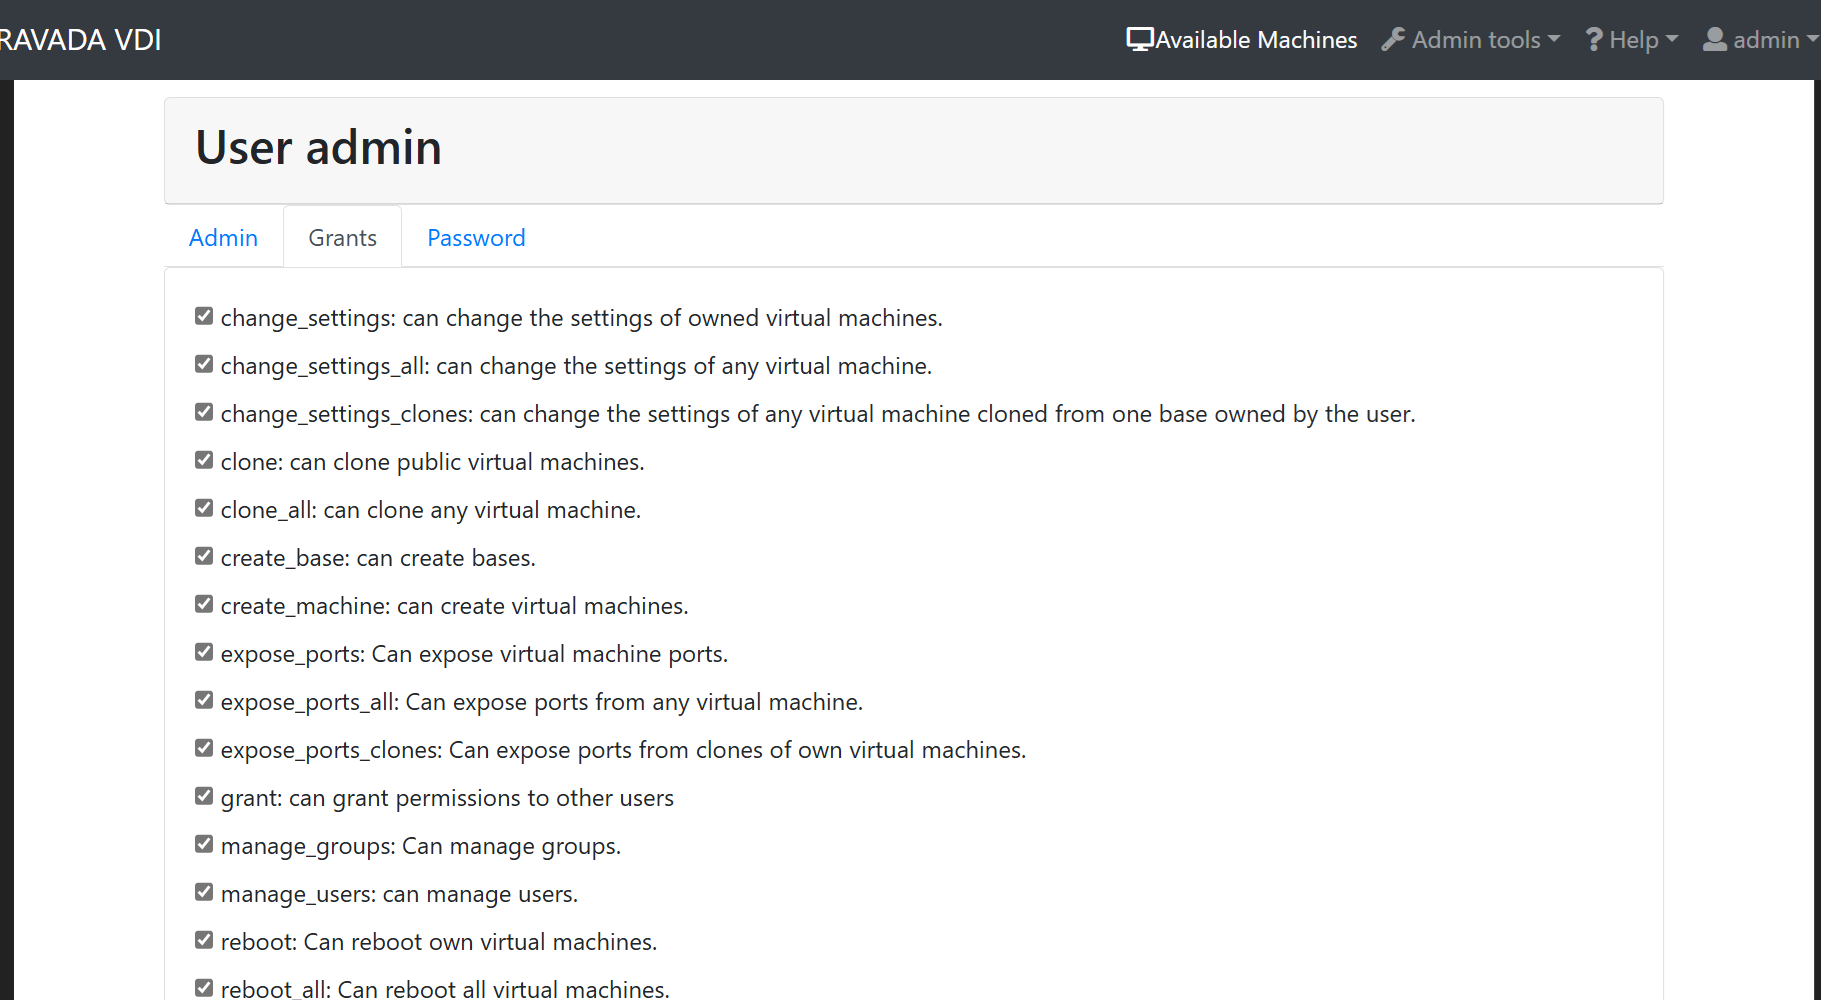 RAVADA VDI
Available Machines Admin tools Help admin
User admin
Admin Grants Password
change_settings: can change the settings of owned virtual machines.
change_settings_all: can change the settings of any virtual machine.
change_settings_clones: can change the settings of any virtual machine cloned from one base owned by the user.
clone: can clone public virtual machines.
clone_all: can clone any virtual machine.
create_base: can create bases.
create_machine: can create virtual machines.
expose_ports: Can expose virtual machine ports.
expose_ports_all: Can expose ports from any virtual machine.
expose_ports_clones: Can expose ports from clones of own virtual machines.
grant: can grant permissions to other users
manage_groups: Can manage groups.
manage_users: can manage users.
reboot: Can reboot own virtual machines.
reboot_all: Can reboot all virtual machines.